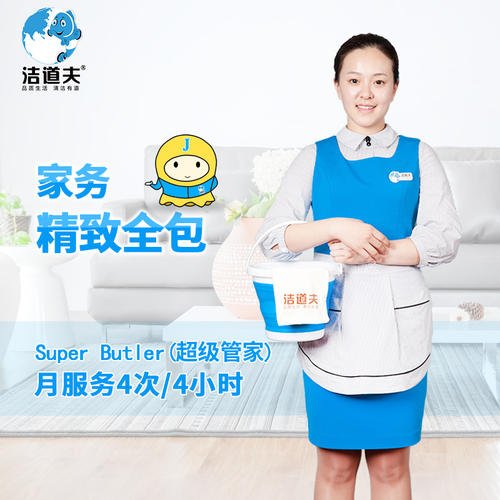 洁道夫®
品质生活 清洁有道
J
家务
精致全包
洁道夫
Super Butler(超级管家)
月服务4次/4小时